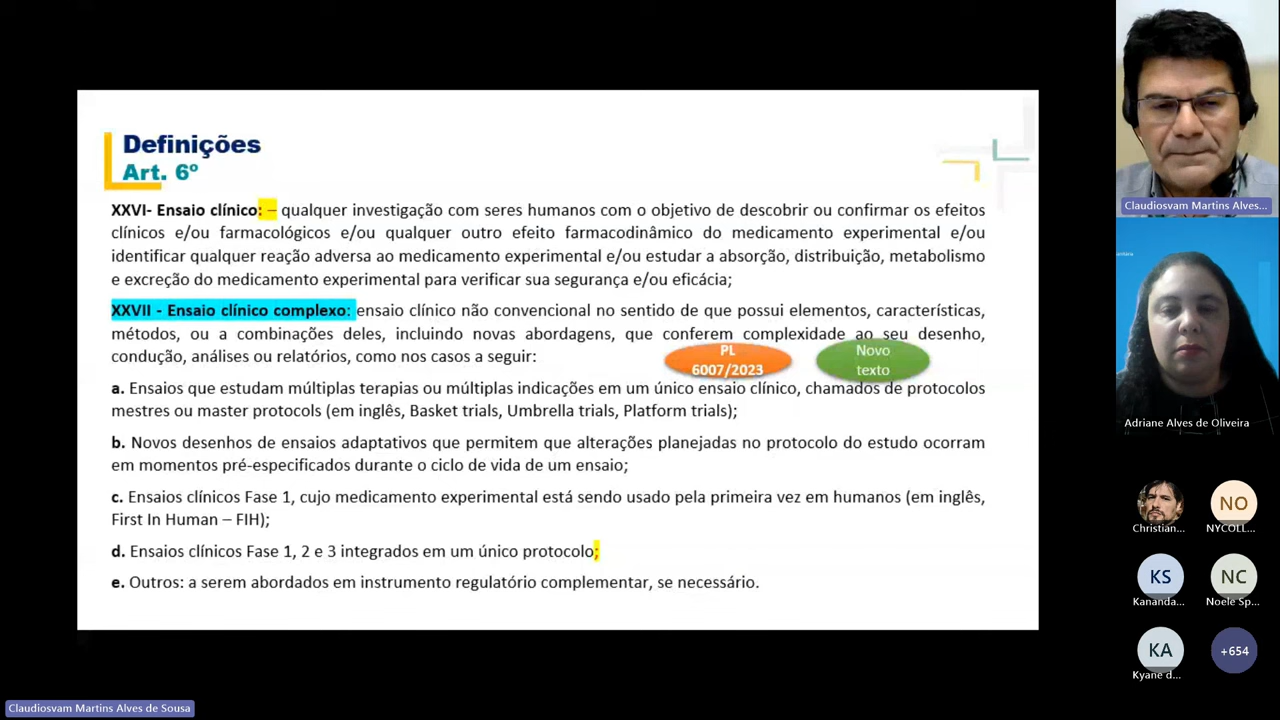 Definições
Art. 6º
XXVI- Ensaio clínico: – qualquer investigação com seres humanos com o objetivo de descobrir ou confirmar os efeitos
clínicos e/ou farmacológicos e/ou qualquer outro efeito farmacodinâmico do medicamento experimental e/ou
identificar qualquer reação adversa ao medicamento experimental e/ou estudar a absorção, distribuição, metabolismo
e excreção do medicamento experimental para verificar sua segurança e/ou eficácia;
XXVII - Ensaio clínico complexo: ensaio clínico não convencional no sentido de que possui elementos, características,
métodos, ou a combinações deles, incluindo novas abordagens, que conferem complexidade ao seu desenho,
condução, análises ou relatórios, como nos casos a seguir:
PL
6007/2023
Novo
texto
a. Ensaios que estudam múltiplas terapias ou múltiplas indicações em um único ensaio clínico, chamados de protocolos
mestres ou master protocols (em inglês, Basket trials, Umbrella trials, Platform trials);
b. Novos desenhos de ensaios adaptativos que permitem que alterações planejadas no protocolo do estudo ocorram
em momentos pré-especificados durante o ciclo de vida de um ensaio;
c. Ensaios clínicos Fase 1, cujo medicamento experimental está sendo usado pela primeira vez em humanos (em inglês,
First In Human – FIH);
d. Ensaios clínicos Fase 1, 2 e 3 integrados em um único protocolo;
e. Outros: a serem abordados em instrumento regulatório complementar, se necessário.
Claudiosvam Martins Alves...
Adriane Alves de Oliveira
Christian...
NO
NYCOLL...
KS
Kananda...
NC
Noele Sp...
KA
Kyane d...
+654
Claudiosvam Martins Alves de Sousa